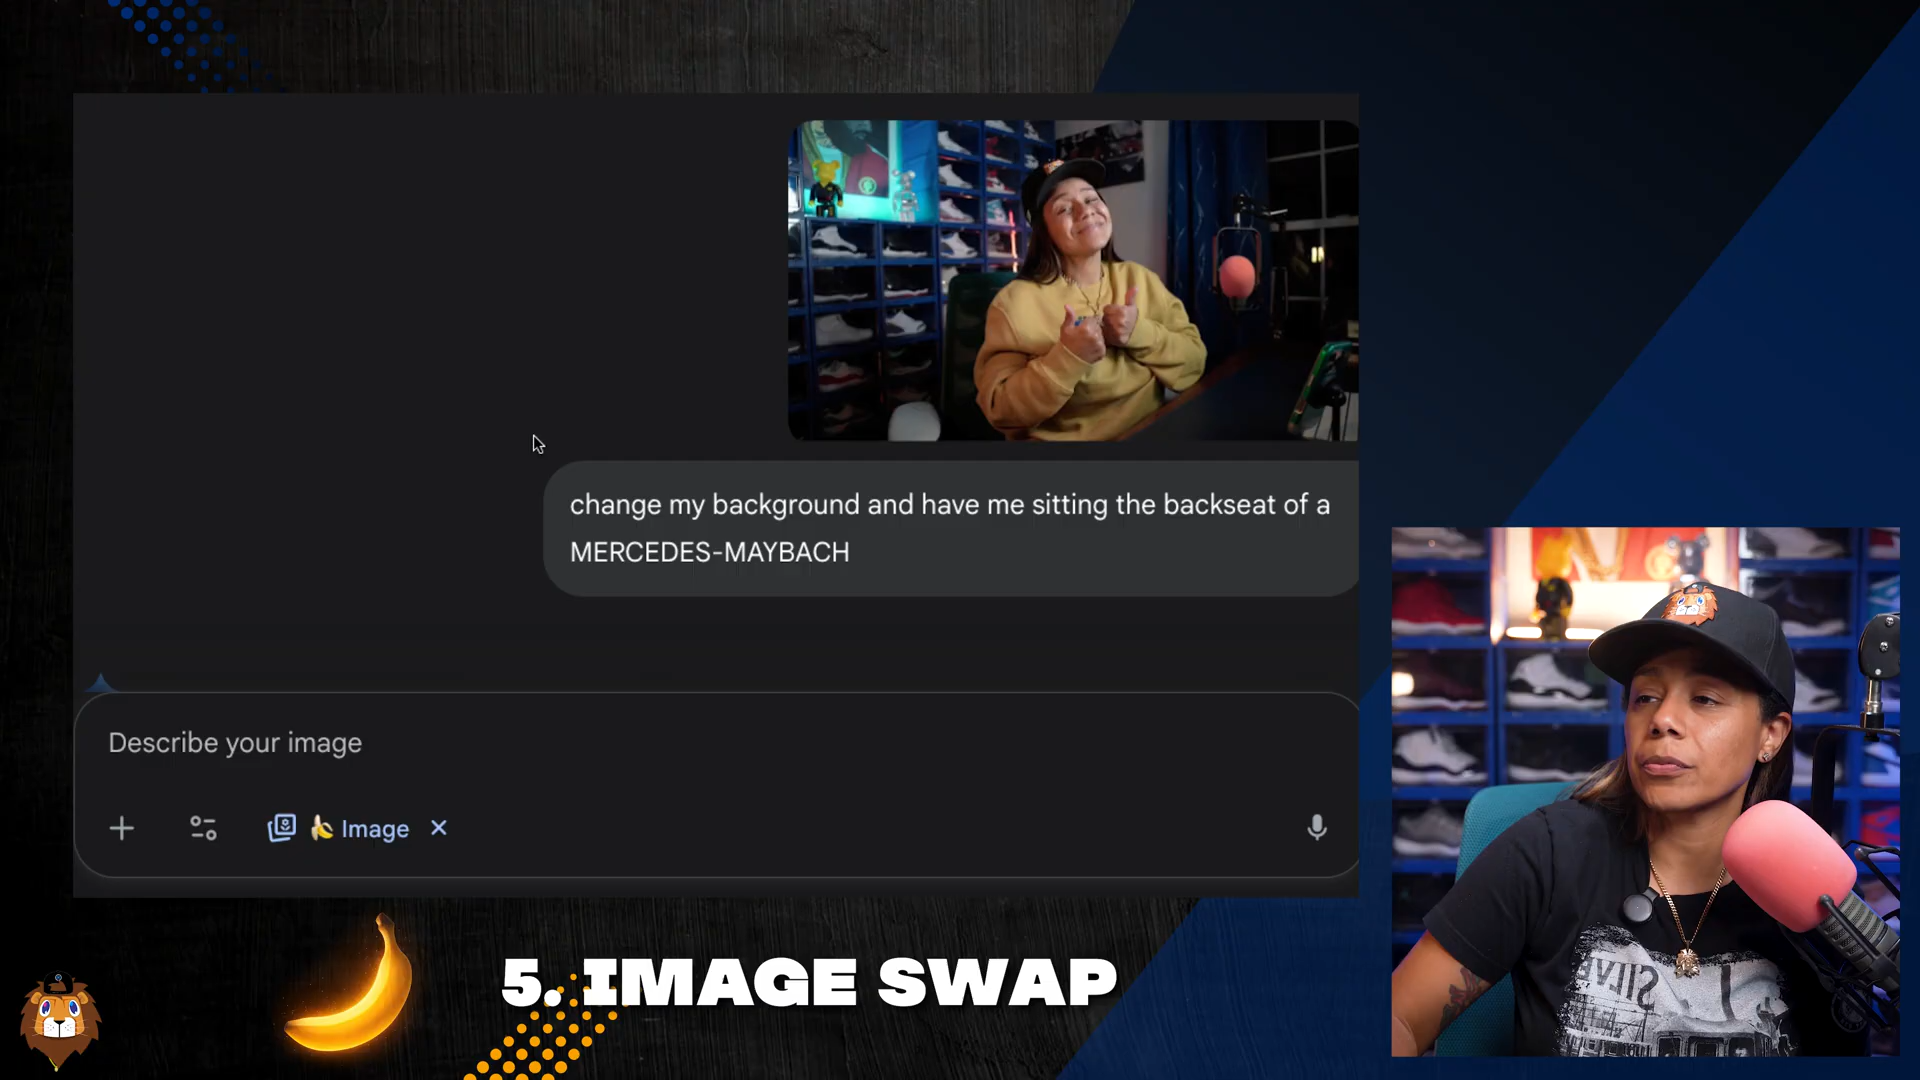 change my background and have me sitting the backseat of a
MERCEDES-MAYBACH
Describe your image
Image
5. IMAGE SWAP